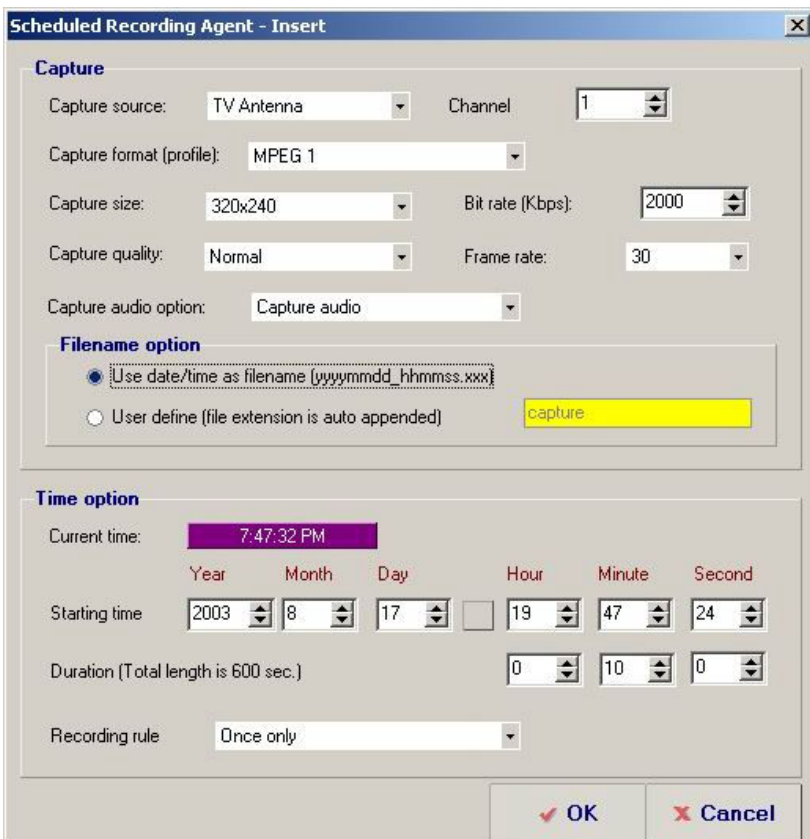 Scheduled Recording Agent - Insert
Capture
Capture source: TV Antenna Channel 1
Capture format (profile): MPEG 1
Capture size: 320x240 Bit rate (Kbps): 2000
Capture quality: Normal Frame rate: 30
Capture audio option: Capture audio
Filename option
Use date/time as filename (yyyymmdd_hhmmss.xxx)
User define (file extension is auto appended) capture
Time option
Current time: 7:47:32 PM
Year Month Day Hour Minute Second
Starting time 2003 8 17 19 47 24
Duration (Total length is 600 sec.) 0 10 0
Recording rule Once only
OK Cancel